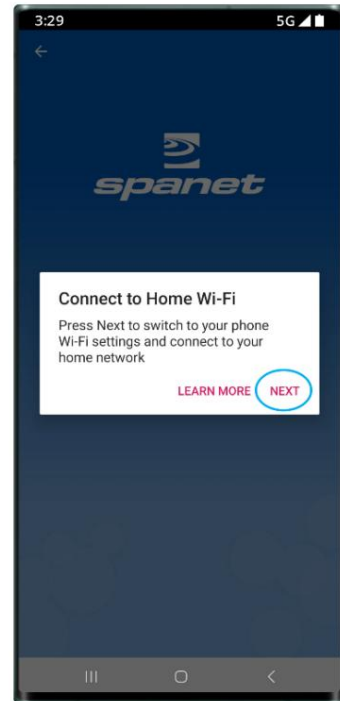 3:29 5G
spanet
Connect to Home Wi-Fi
Press Next to switch to your phone
Wi-Fi settings and connect to your
home network
LEARN MORE NEXT